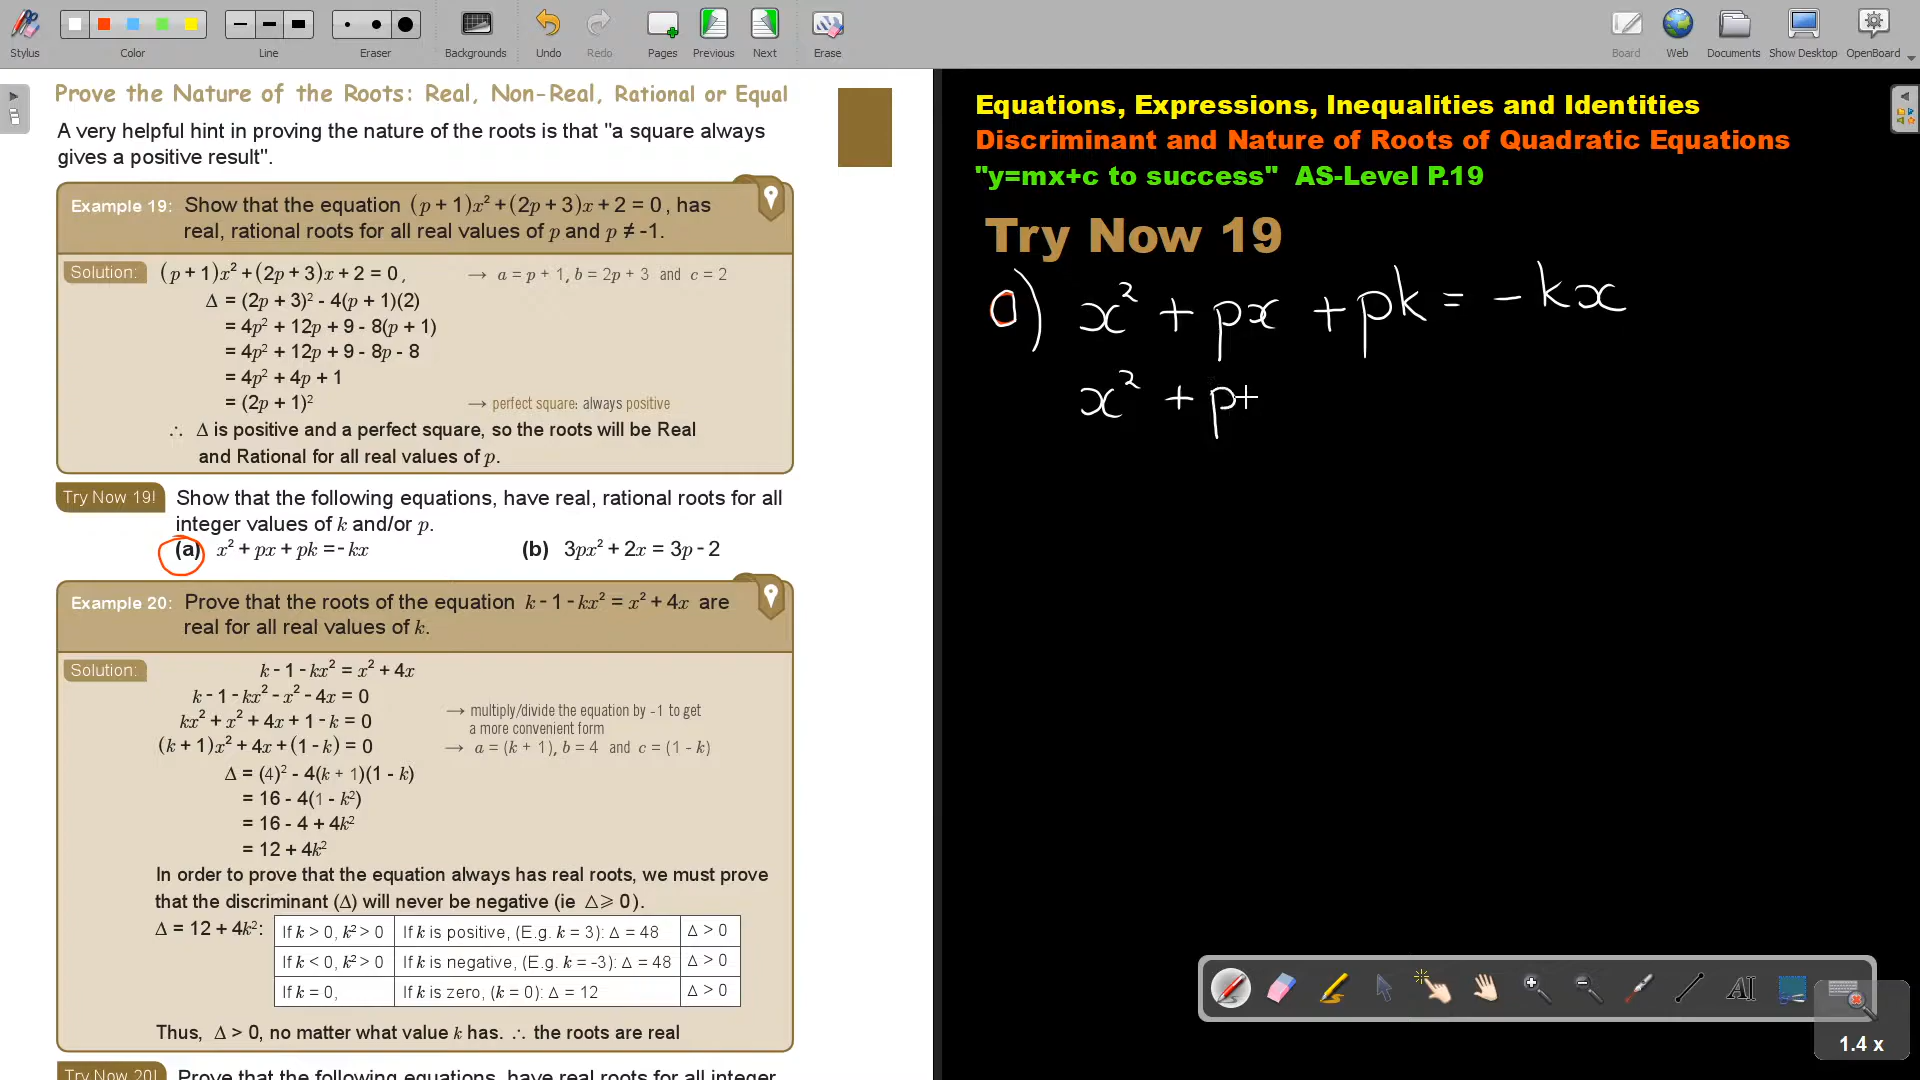 Stylus Color Line Eraser Backgrounds Undo Redo Pages Previous Next Erase Board Web Documents Show Desktop OpenBoard
Prove the Nature of the Roots: Real, Non-Real, Rational or Equal
A very helpful hint in proving the nature of the roots is that "a square always
gives a positive result".
Example 19: Show that the equation (p + 1)x² + (2p + 3)x + 2 = 0, has
real, rational roots for all real values of p and p ≠ -1.
Solution: (p + 1)x² + (2p + 3)x + 2 = 0, → a = p + 1, b = 2p + 3 and c = 2
Δ = (2p + 3)² - 4(p + 1)(2)
= 4p² + 12p + 9 - 8(p + 1)
= 4p² + 12p + 9 - 8p - 8
= 4p² + 4p + 1
= (2p + 1)² → perfect square: always positive
∴ Δ is positive and a perfect square, so the roots will be Real
and Rational for all real values of p.
Try Now 19! Show that the following equations, have real, rational roots for all
integer values of k and/or p.
(a) x² + px + pk = - kx (b) 3px² + 2x = 3p - 2
Example 20: Prove that the roots of the equation k - 1 - kx² = x² + 4x are
real for all real values of k.
Solution: k - 1 - kx² = x² + 4x
k - 1 - kx² - x² - 4x = 0
kx² + x² + 4x + 1 - k = 0 → multiply/divide the equation by -1 to get
a more convenient form
(k + 1)x² + 4x + (1 - k) = 0 → a = (k + 1), b = 4 and c = (1 - k)
Δ = (4)² - 4(k + 1)(1 - k)
= 16 - 4(1 - k²)
= 16 - 4 + 4k²
= 12 + 4k²
In order to prove that the equation always has real roots, we must prove
that the discriminant (Δ) will never be negative (ie Δ ⩾ 0).
Δ = 12 + 4k²: If k > 0, k² > 0 If k is positive, (E.g. k = 3): Δ = 48 Δ > 0
If k < 0, k² > 0 If k is negative, (E.g. k = -3): Δ = 48 Δ > 0
If k = 0, If k is zero, (k = 0): Δ = 12 Δ > 0
Thus, Δ > 0, no matter what value k has. ∴ the roots are real
Try Now 20! Prove that the following equations, have real roots for all integer
Equations, Expressions, Inequalities and Identities
Discriminant and Nature of Roots of Quadratic Equations
"y=mx+c to success" AS-Level P.19
Try Now 19
a) x² + px + pk = - kx
x² + p+
AI
1.4 x